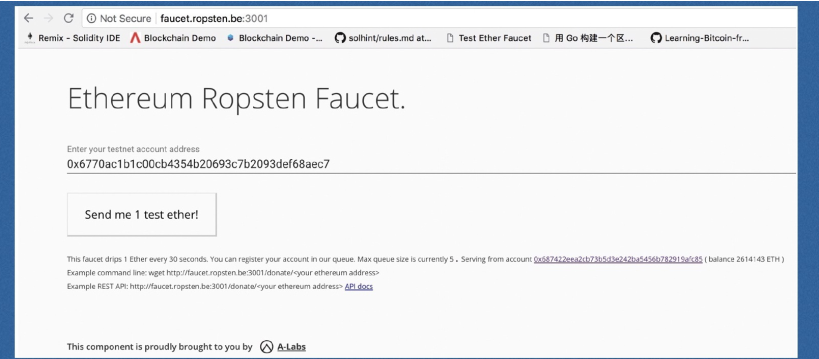 Not Secure faucet.ropsten.be:3001
Remix - Solidity IDE Blockchain Demo Blockchain Demo -... solhint/rules.md at... Test Ether Faucet 用 Go 构建一个区... Learning-Bitcoin-fr...
Ethereum Ropsten Faucet.
Enter your testnet account address
0x6770ac1b1c00cb4354b20693c7b2093def68aec7
Send me 1 test ether!
This faucet drips 1 Ether every 30 seconds. You can register your account in our queue. Max queue size is currently 5 . Serving from account 0x687422eea2cb73b5d3e242ba5456b782919afc85 ( balance 2614143 ETH )
Example command line: wget http://faucet.ropsten.be:3001/donate/<your ethereum address>
Example REST API: http://faucet.ropsten.be:3001/donate/<your ethereum address> API docs
This component is proudly brought to you by A-Labs